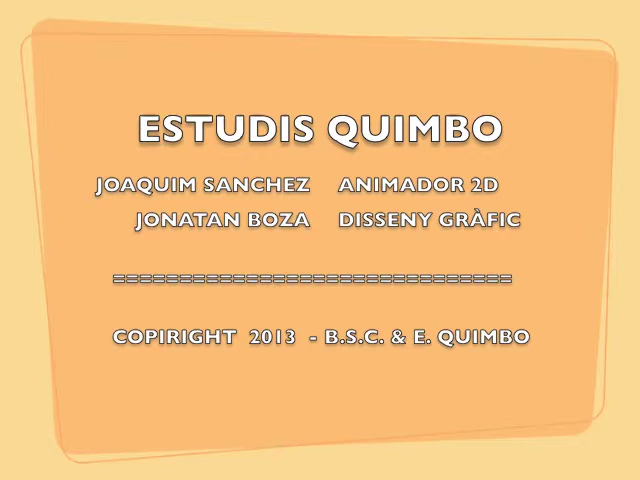 ESTUDIS QUIMBO
JOAQUIM SANCHEZ ANIMADOR 2D
JONATAN BOZA DISSENY GRÀFIC
==============================
COPIRIGHT 2013 - B.S.C. & E. QUIMBO